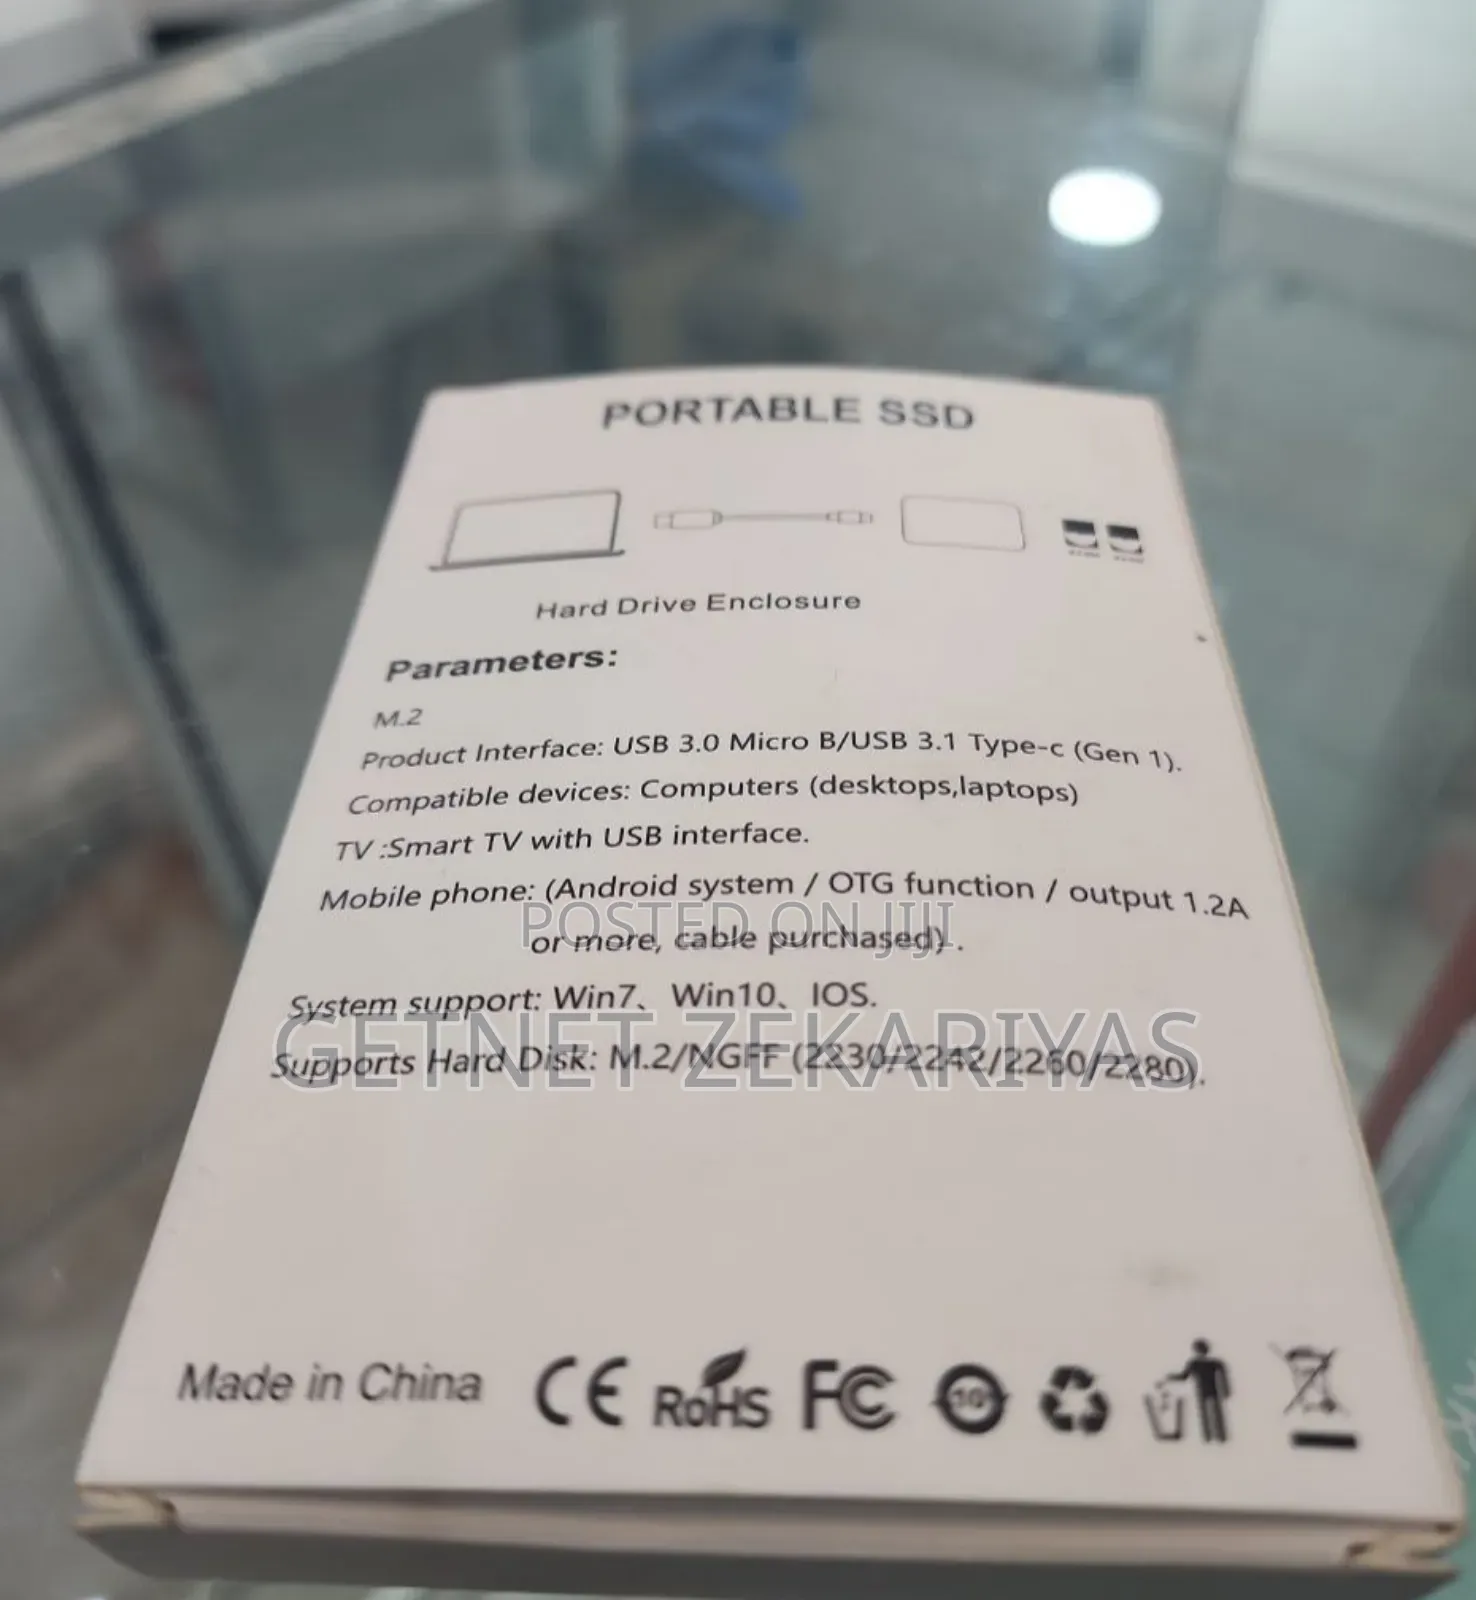 PORTABLE SSD
Hard Drive Enclosure
Parameters:
M.2
Product Interface: USB 3.0 Micro B/USB 3.1 Type-c (Gen 1).
Compatible devices: Computers (desktops,laptops)
TV :Smart TV with USB interface.
Mobile phone: (Android system / OTG function / output 1.2A
or more, cable purchased) .
POSTED ON JIJI
System support: Win7、Win10、IOS.
GETNET ZEKARIYAS
Supports Hard Disk: M.2/NGFF (2230/2242/2260/2280).
Made in China CE RoHS FC 10